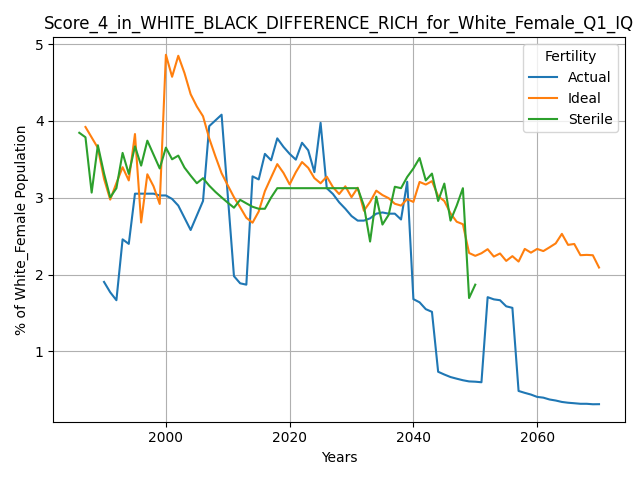 Score_4_in_WHITE_BLACK_DIFFERENCE_RICH_for_White_Female_Q1_IQ
5
4
3
2
1
% of White_Female Population
Fertility
Actual
Ideal
Sterile
2000
2020
2040
2060
Years